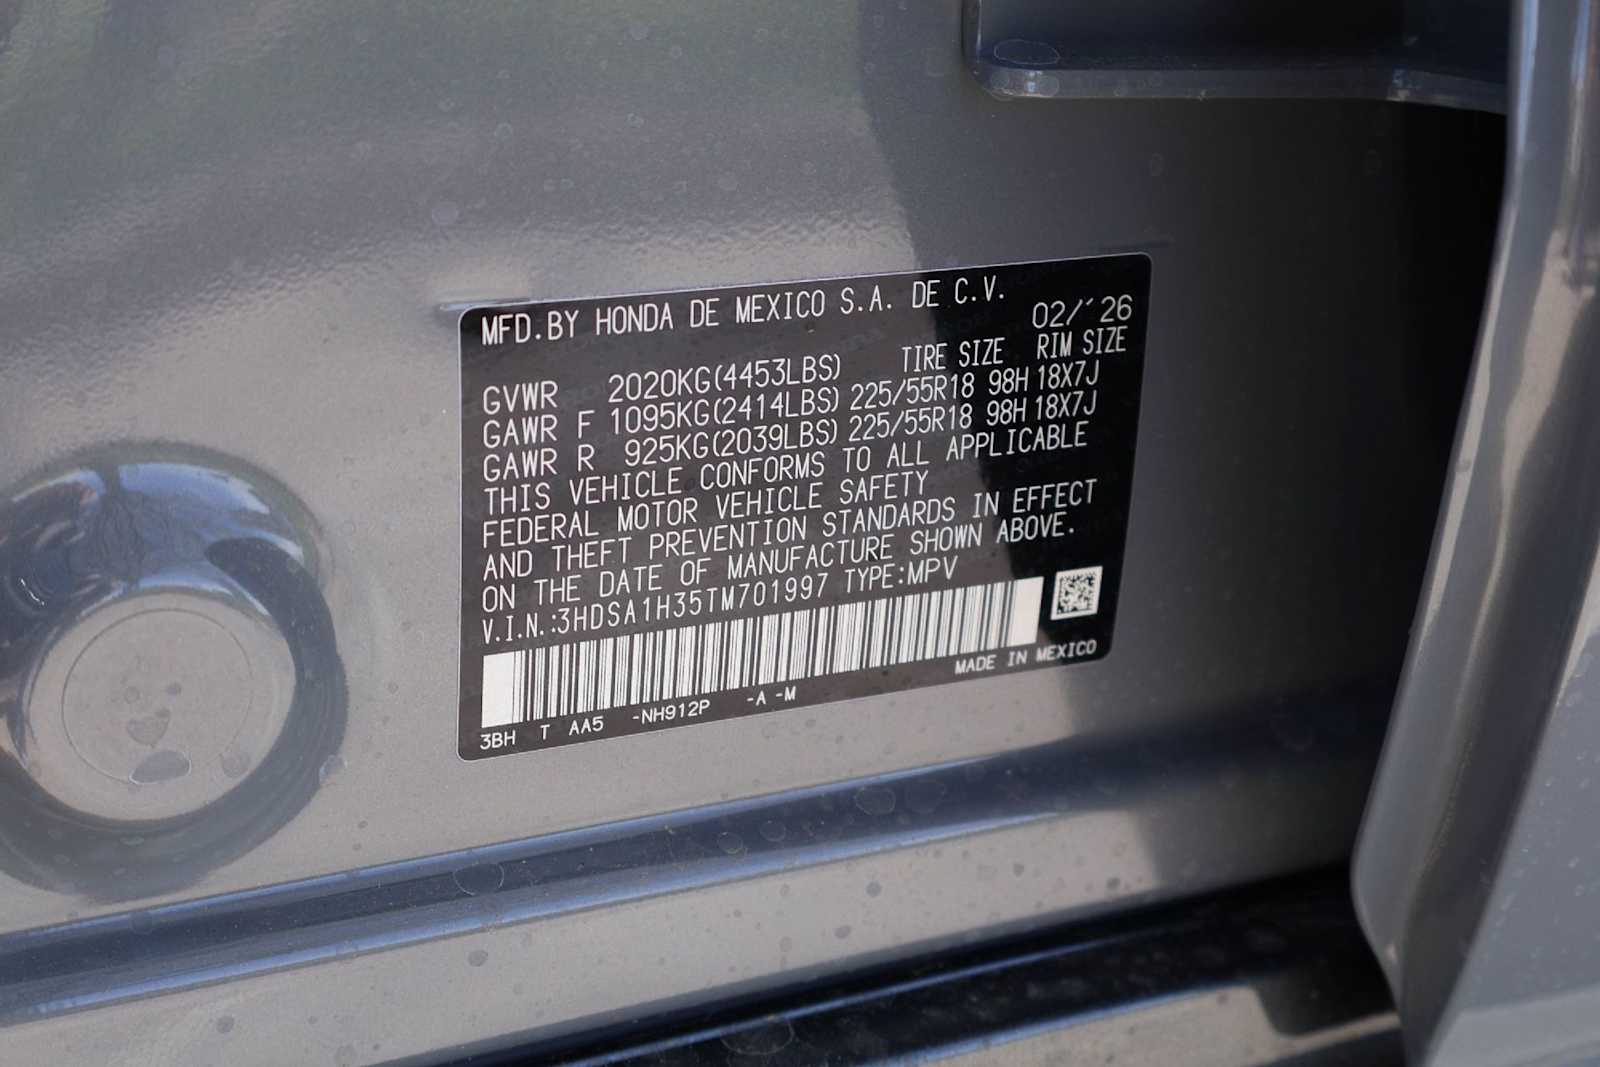 MFD.BY HONDA DE MEXICO S.A. DE C.V.
02/´26
TIRE SIZE RIM SIZE
GVWR 2020KG(4453LBS)
GAWR F 1095KG(2414LBS) 225/55R18 98H 18X7J
GAWR R 925KG(2039LBS) 225/55R18 98H 18X7J
THIS VEHICLE CONFORMS TO ALL APPLICABLE
FEDERAL MOTOR VEHICLE SAFETY
AND THEFT PREVENTION STANDARDS IN EFFECT
ON THE DATE OF MANUFACTURE SHOWN ABOVE.
V.I.N.:3HDSA1H35TM701997 TYPE:MPV
MADE IN MEXICO
3BH T AA5 -NH912P -A -M